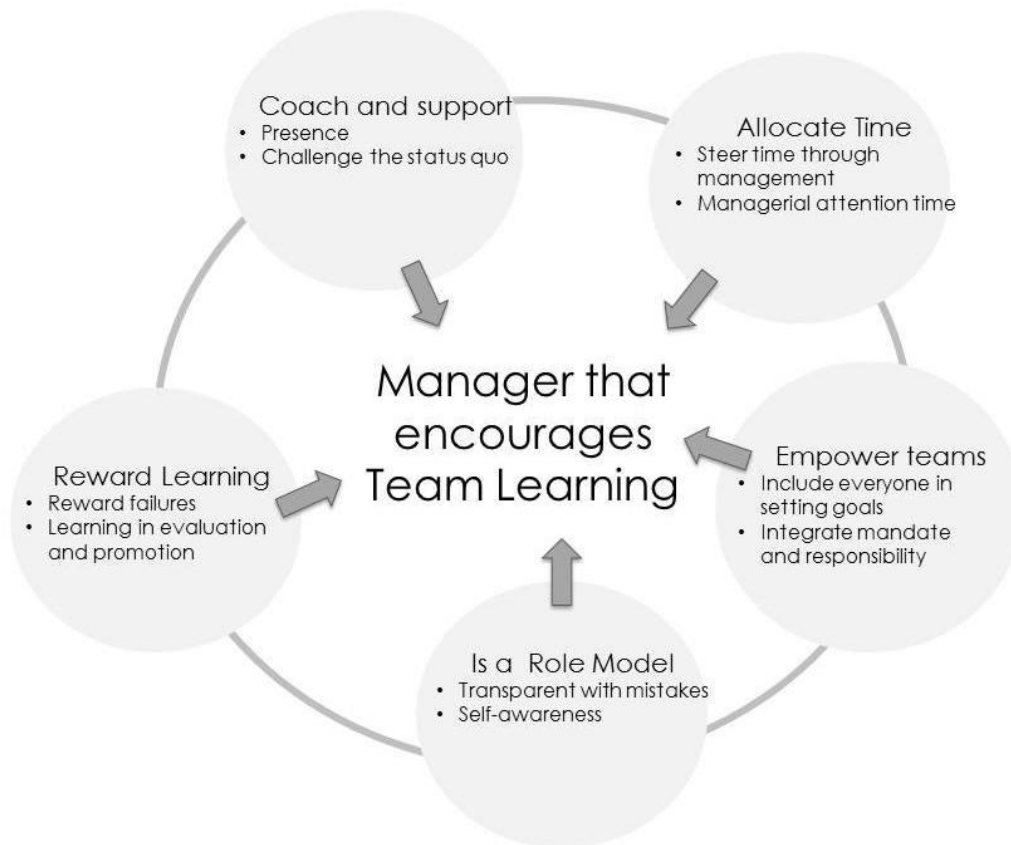 Coach and support
• Presence
• Challenge the status quo
Allocate Time
• Steer time through
management
• Managerial attention time
Manager that
encourages
Team Learning
Empower teams
• Include everyone in
setting goals
• Integrate mandate
and responsibility
Reward Learning
• Reward failures
• Learning in evaluation
and promotion
Is a Role Model
• Transparent with mistakes
• Self-awareness